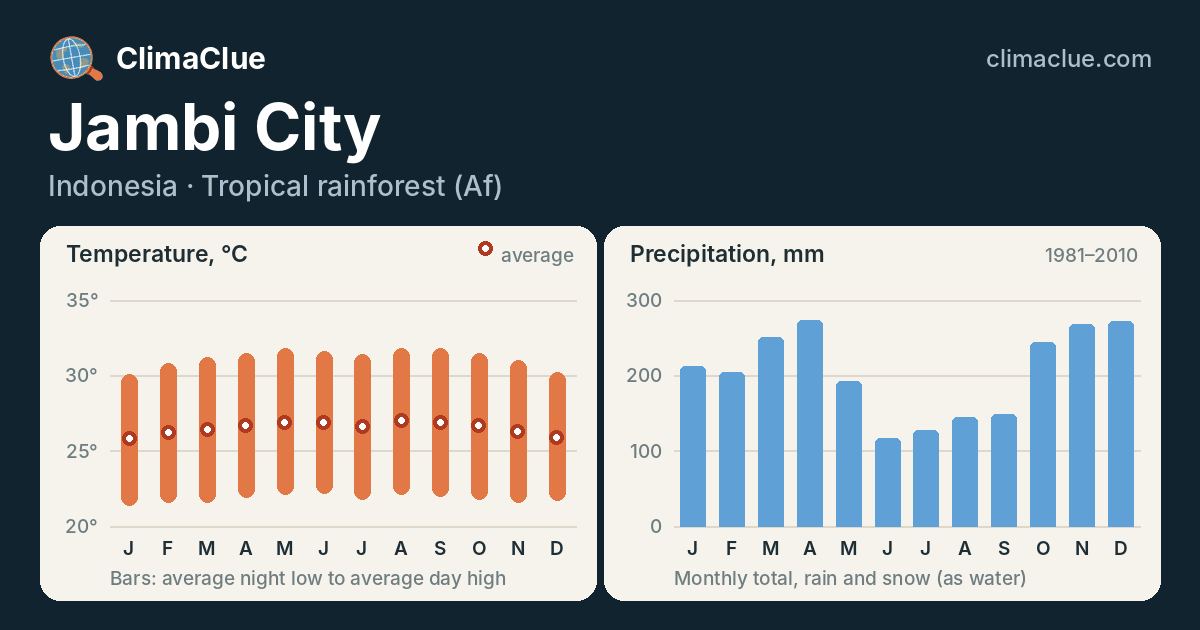 ClimaClue
climaclue.com
Jambi City
Indonesia · Tropical rainforest (Af)
Temperature, °C
average
35°
30°
25°
20°
J F M A M J J A S O N D
Bars: average night low to average day high
Precipitation, mm
1981–2010
300
200
100
0
J F M A M J J A S O N D
Monthly total, rain and snow (as water)